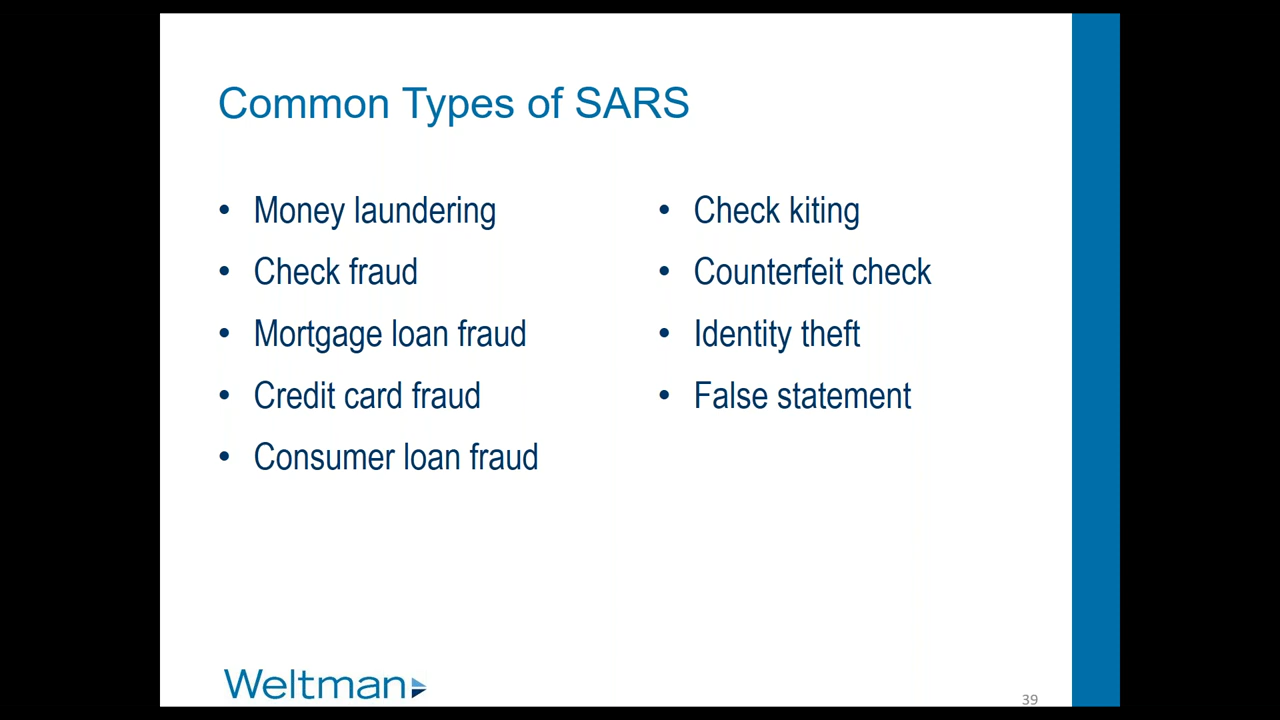 Common Types of SARS
• Money laundering
• Check fraud
• Mortgage loan fraud
• Credit card fraud
• Consumer loan fraud
• Check kiting
• Counterfeit check
• Identity theft
• False statement
Weltman
39